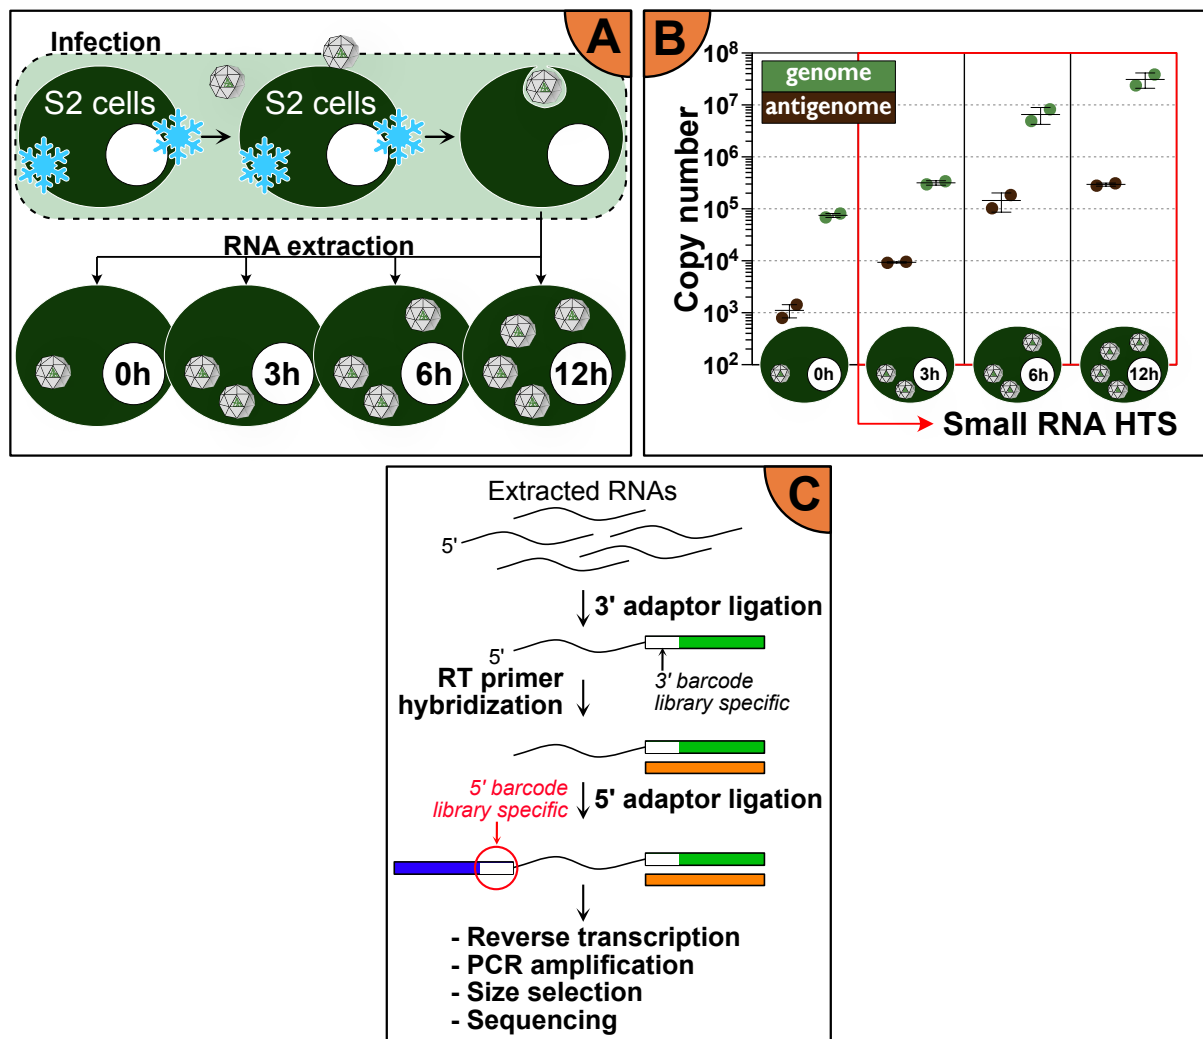 A
Infection
S2 cells
S2 cells
RNA extraction
0h
3h
6h
12h
B
Copy number
10⁸
10⁷
10⁶
10⁵
10⁴
10³
10²
genome
antigenome
0h
3h
6h
12h
Small RNA HTS
C
Extracted RNAs
5'
3' adaptor ligation
5'
RT primer
hybridization
3' barcode
library specific
5' barcode
library specific
5' adaptor ligation
- Reverse transcription
- PCR amplification
- Size selection
- Sequencing